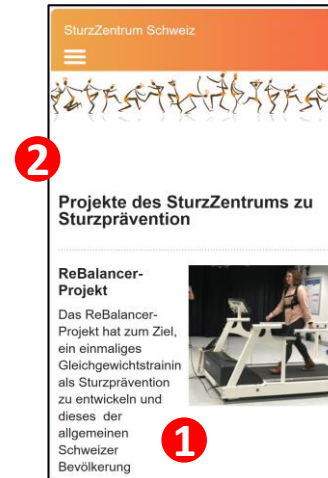 SturzZentrum Schweiz
2
Projekte des SturzZentrums zu
Sturzprävention
ReBalancer-
Projekt
Das ReBalancer-
Projekt hat zum Ziel,
ein einmaliges
Gleichgewichtstrainin
als Sturzprävention
zu entwickeln und
dieses der
allgemeinen
Schweizer
Bevölkerung
1